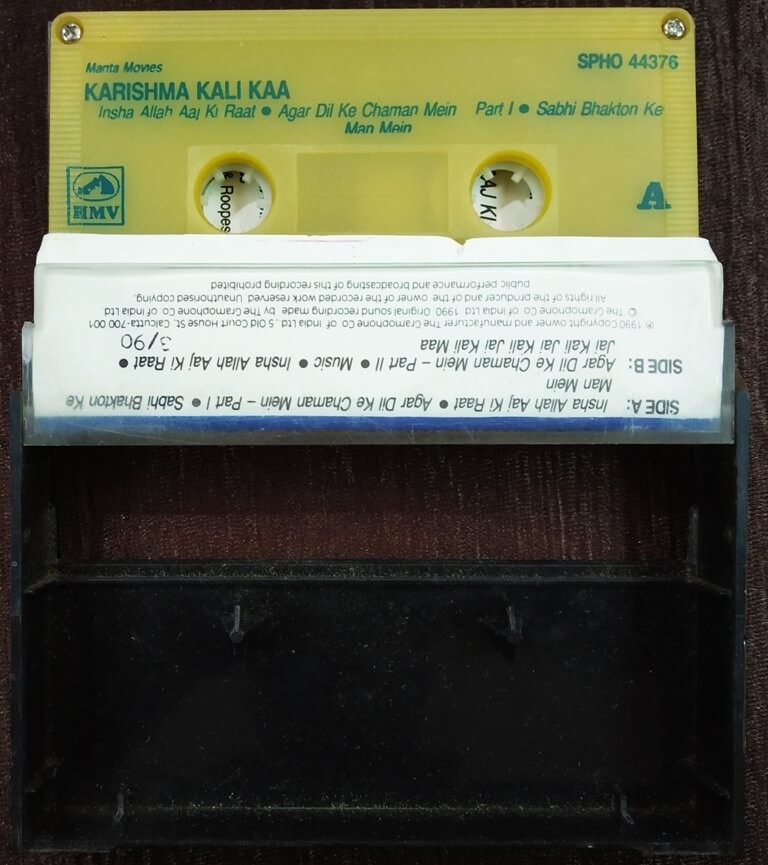 Manta Movies
SPHO 44376
KARISHMA KALI KAA
Insha Allah Aaj Ki Raat ● Agar Dil Ke Chaman Mein Part I ● Sabhi Bhakton Ke
Man Mein
HMV
A
Roopes
AJ KI
SIDE A: Insha Allah Aaj Ki Raat ● Agar Dil Ke Chaman Mein – Part I ● Sabhi Bhakton Ke
Man Mein
SIDE B: Agar Dil Ke Chaman Mein – Part II ● Music ● Insha Allah Aaj Ki Raat ●
Jai Kali Jai Kali Jai Kali Maa
3/90
℗ 1990 Copyright owner and manufacturer The Gramophone Co. of India Ltd., 5, Old Court House St. Calcutta-700 001
© The Gramophone Co. of India Ltd. 1990 Original sound recording made by The Gramophone Co. of India Ltd
All rights of the producer and of the owner of the recorded work reserved Unauthorised copying,
public performance and broadcasting of this recording prohibited